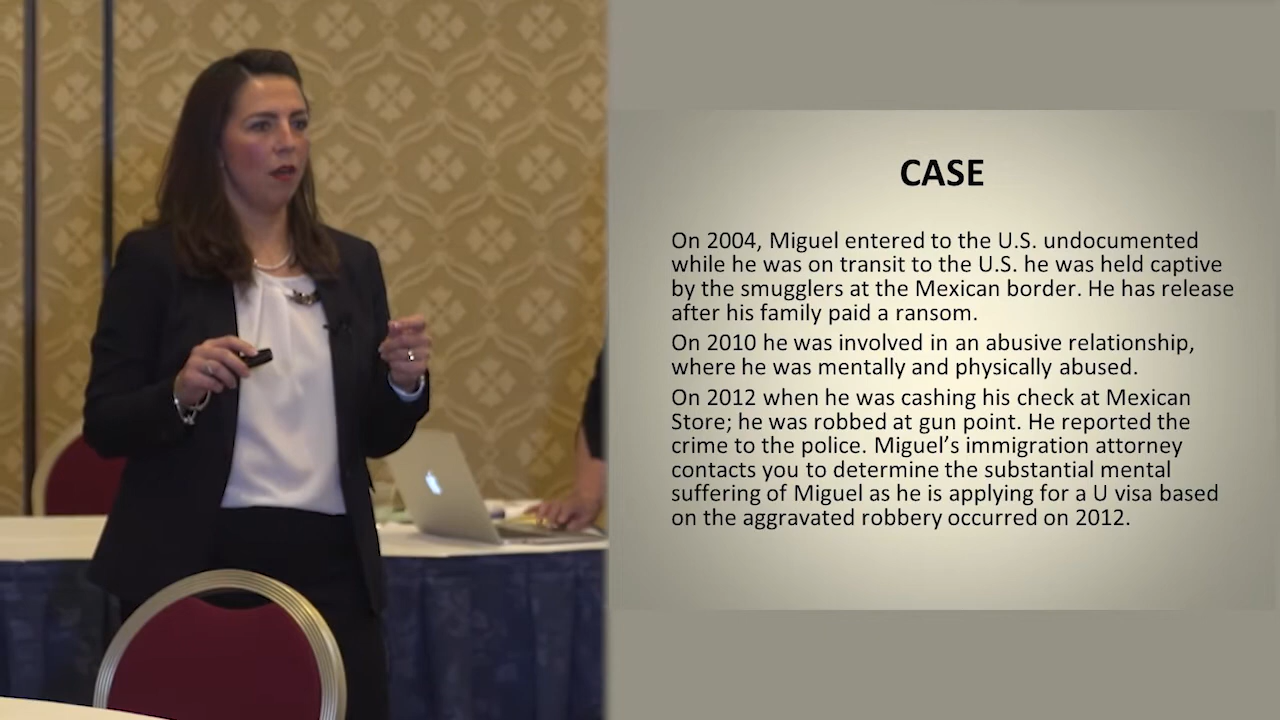 CASE
On 2004, Miguel entered to the U.S. undocumented
while he was on transit to the U.S. he was held captive
by the smugglers at the Mexican border. He has release
after his family paid a ransom.
On 2010 he was involved in an abusive relationship,
where he was mentally and physically abused.
On 2012 when he was cashing his check at Mexican
Store; he was robbed at gun point. He reported the
crime to the police. Miguel’s immigration attorney
contacts you to determine the substantial mental
suffering of Miguel as he is applying for a U visa based
on the aggravated robbery occurred on 2012.